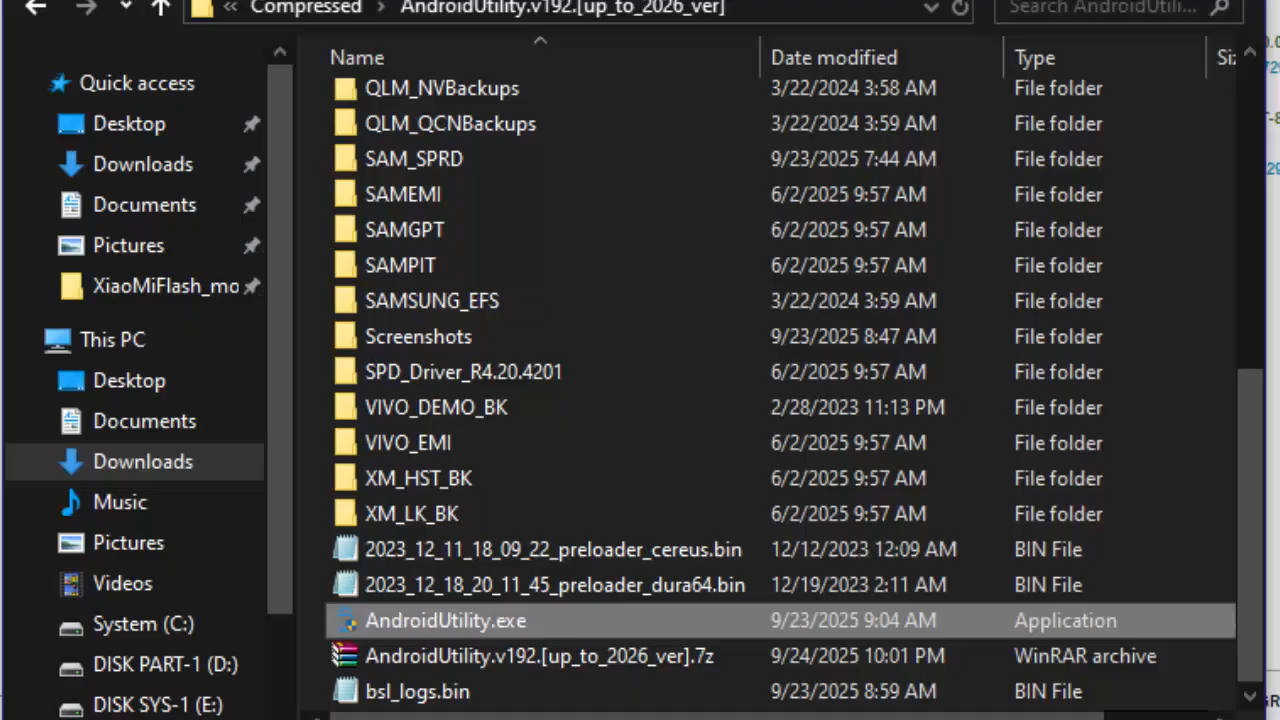 « Compressed > AndroidUtility.v192.[up_to_2026_ver]
Search AndroidUtili...
Quick access
Desktop
Downloads
Documents
Pictures
XiaoMiFlash_mo
This PC
Desktop
Documents
Downloads
Music
Pictures
Videos
System (C:)
DISK PART-1 (D:)
DISK SYS-1 (E:)
Name Date modified Type
QLM_NVBackups 3/22/2024 3:58 AM File folder
QLM_QCNBackups 3/22/2024 3:59 AM File folder
SAM_SPRD 9/23/2025 7:44 AM File folder
SAMEMI 6/2/2025 9:57 AM File folder
SAMGPT 6/2/2025 9:57 AM File folder
SAMPIT 6/2/2025 9:57 AM File folder
SAMSUNG_EFS 3/22/2024 3:59 AM File folder
Screenshots 9/23/2025 8:47 AM File folder
SPD_Driver_R4.20.4201 6/2/2025 9:57 AM File folder
VIVO_DEMO_BK 2/28/2023 11:13 PM File folder
VIVO_EMI 6/2/2025 9:57 AM File folder
XM_HST_BK 6/2/2025 9:57 AM File folder
XM_LK_BK 6/2/2025 9:57 AM File folder
2023_12_11_18_09_22_preloader_cereus.bin 12/12/2023 12:09 AM BIN File
2023_12_18_20_11_45_preloader_dura64.bin 12/19/2023 2:11 AM BIN File
AndroidUtility.exe 9/23/2025 9:04 AM Application
AndroidUtility.v192.[up_to_2026_ver].7z 9/24/2025 10:01 PM WinRAR archive
bsl_logs.bin 9/23/2025 8:59 AM BIN File